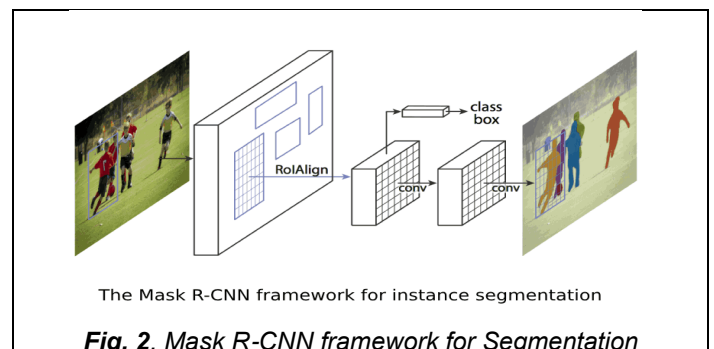 class
box
RoIAlign
conv
conv
The Mask R-CNN framework for instance segmentation
Fig. 2. Mask R-CNN framework for Segmentation